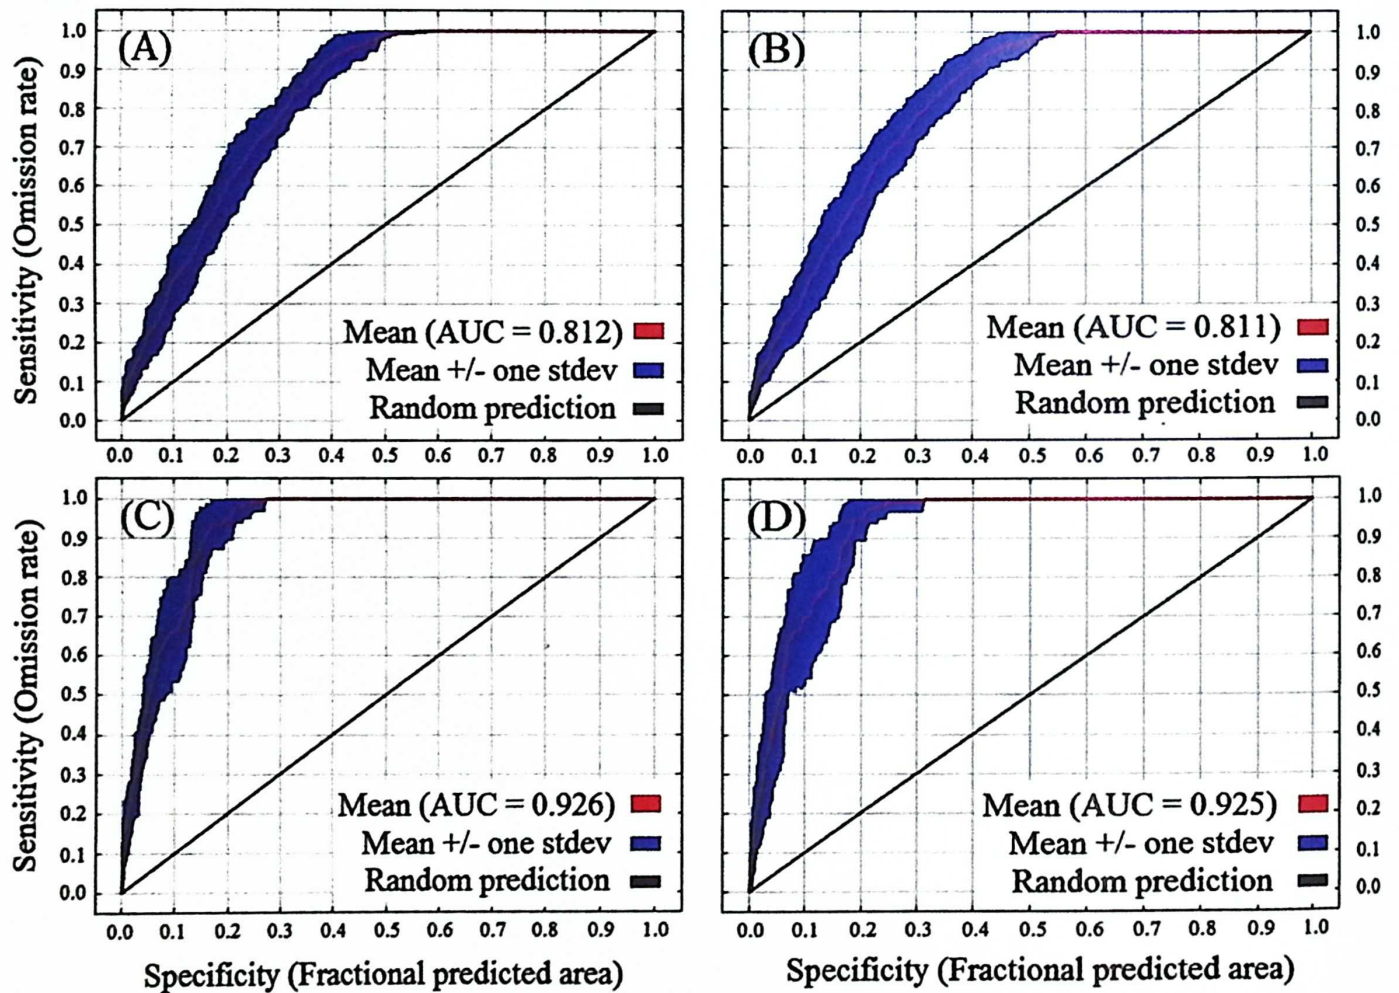 (A)
1.0
0.9
0.8
0.7
0.6
0.5
0.4
0.3
0.2
0.1
0.0
Sensitivity (Omission rate)
Mean (AUC = 0.812)
Mean +/- one stdev
Random prediction
0.0 0.1 0.2 0.3 0.4 0.5 0.6 0.7 0.8 0.9 1.0
(B)
Mean (AUC = 0.811)
Mean +/- one stdev
Random prediction
1.0
0.9
0.8
0.7
0.6
0.5
0.4
0.3
0.2
0.1
0.0
0.0 0.1 0.2 0.3 0.4 0.5 0.6 0.7 0.8 0.9 1.0
(C)
1.0
0.9
0.8
0.7
0.6
0.5
0.4
0.3
0.2
0.1
0.0
Sensitivity (Omission rate)
Mean (AUC = 0.926)
Mean +/- one stdev
Random prediction
0.0 0.1 0.2 0.3 0.4 0.5 0.6 0.7 0.8 0.9 1.0
Specificity (Fractional predicted area)
(D)
Mean (AUC = 0.925)
Mean +/- one stdev
Random prediction
1.0
0.9
0.8
0.7
0.6
0.5
0.4
0.3
0.2
0.1
0.0
0.0 0.1 0.2 0.3 0.4 0.5 0.6 0.7 0.8 0.9 1.0
Specificity (Fractional predicted area)